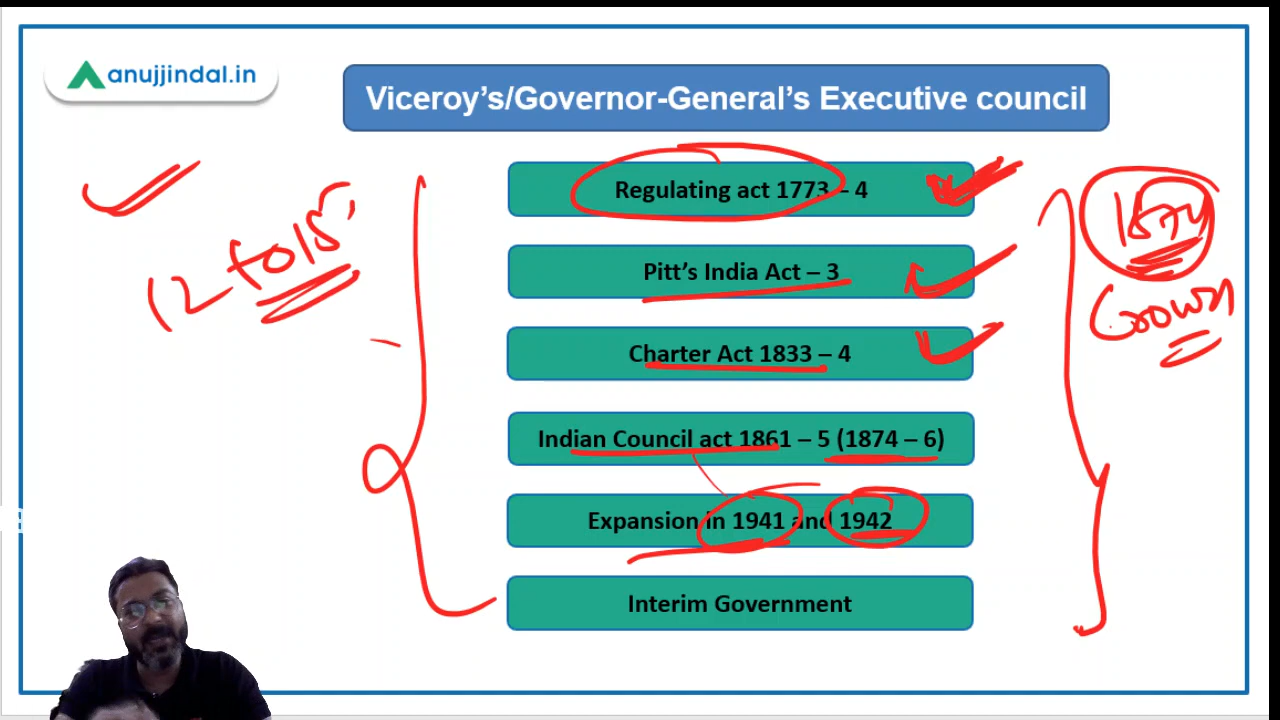 anujjindal.in
Viceroy's/Governor-General's Executive council
Regulating act 1773 – 4
Pitt's India Act – 3
Charter Act 1833 – 4
Indian Council act 1861 – 5 (1874 – 6)
Expansion in 1941 and 1942
Interim Government
12 to 15
1874
Crown